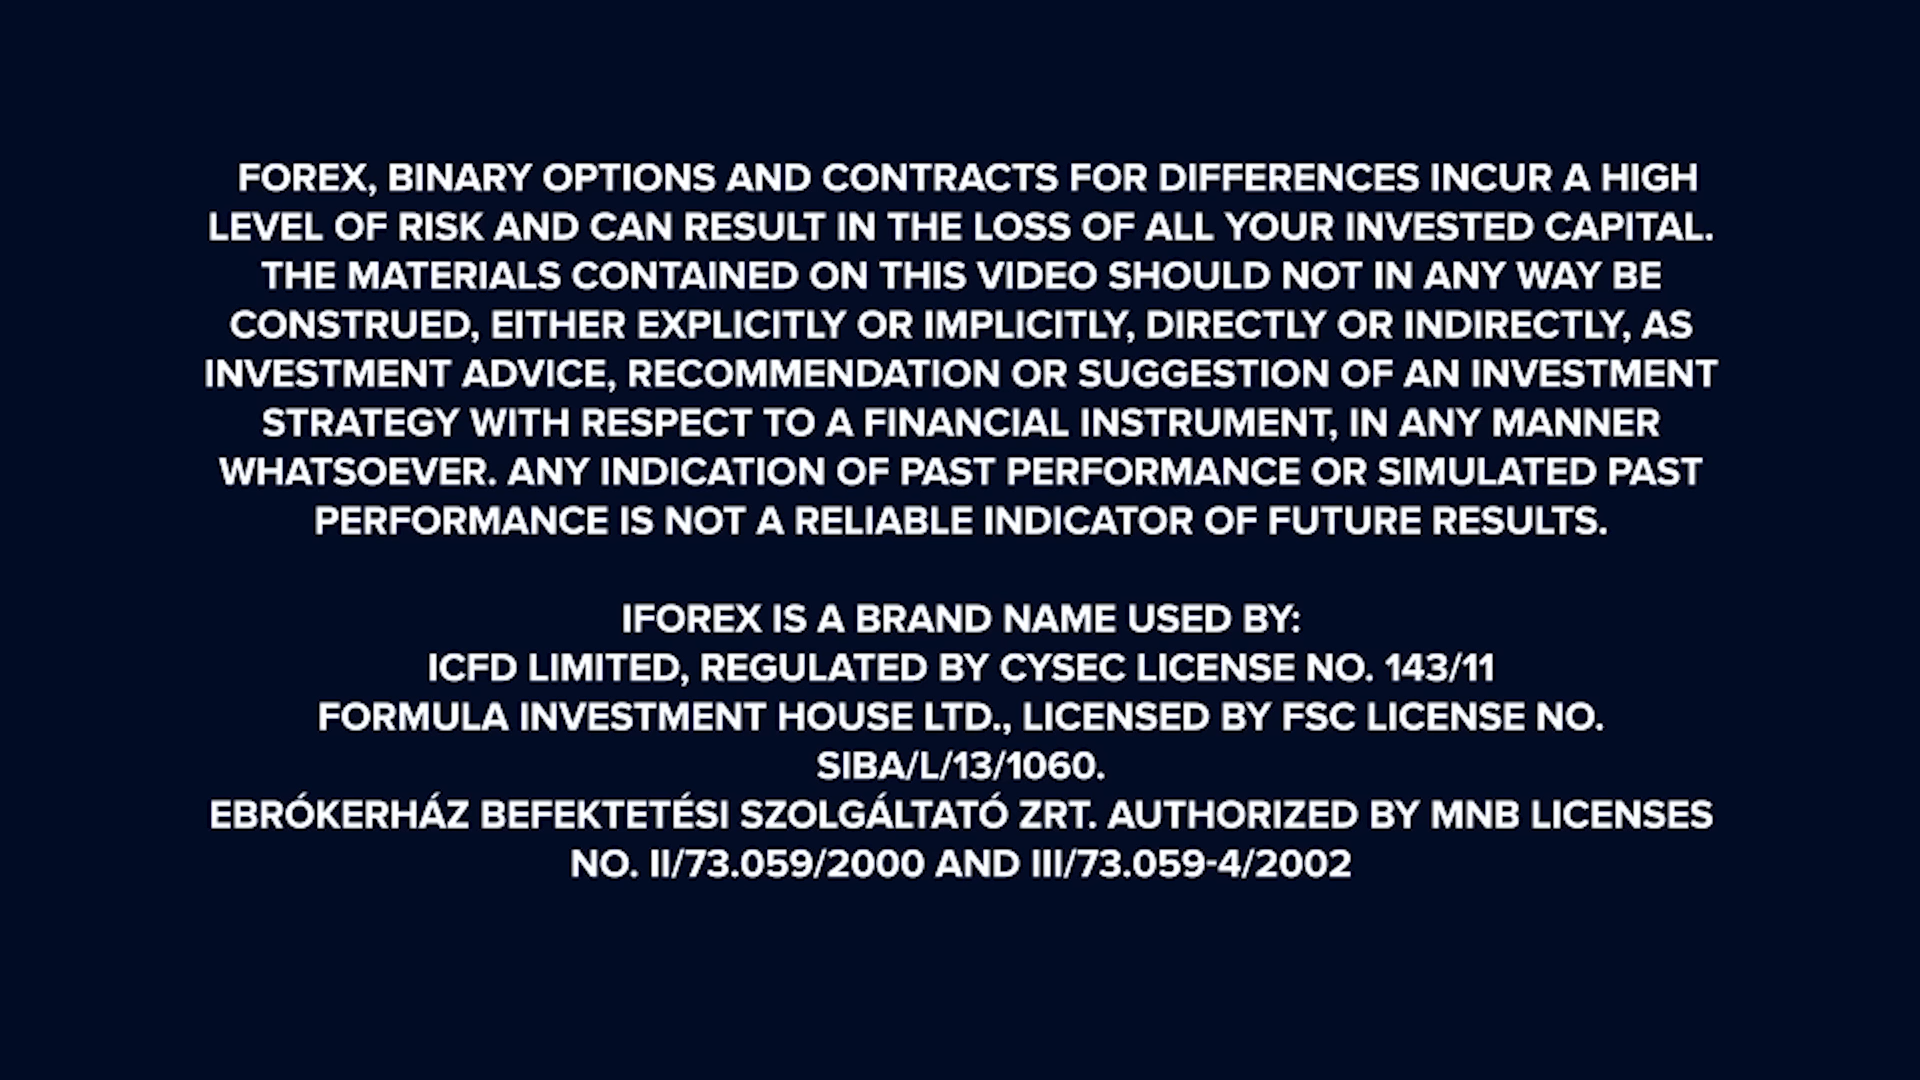 FOREX, BINARY OPTIONS AND CONTRACTS FOR DIFFERENCES INCUR A HIGH
LEVEL OF RISK AND CAN RESULT IN THE LOSS OF ALL YOUR INVESTED CAPITAL.
THE MATERIALS CONTAINED ON THIS VIDEO SHOULD NOT IN ANY WAY BE
CONSTRUED, EITHER EXPLICITLY OR IMPLICITLY, DIRECTLY OR INDIRECTLY, AS
INVESTMENT ADVICE, RECOMMENDATION OR SUGGESTION OF AN INVESTMENT
STRATEGY WITH RESPECT TO A FINANCIAL INSTRUMENT, IN ANY MANNER
WHATSOEVER. ANY INDICATION OF PAST PERFORMANCE OR SIMULATED PAST
PERFORMANCE IS NOT A RELIABLE INDICATOR OF FUTURE RESULTS.
IFOREX IS A BRAND NAME USED BY:
ICFD LIMITED, REGULATED BY CYSEC LICENSE NO. 143/11
FORMULA INVESTMENT HOUSE LTD., LICENSED BY FSC LICENSE NO.
SIBA/L/13/1060.
EBRÓKERHÁZ BEFEKTETÉSI SZOLGÁLTATÓ ZRT. AUTHORIZED BY MNB LICENSES
NO. II/73.059/2000 AND III/73.059-4/2002